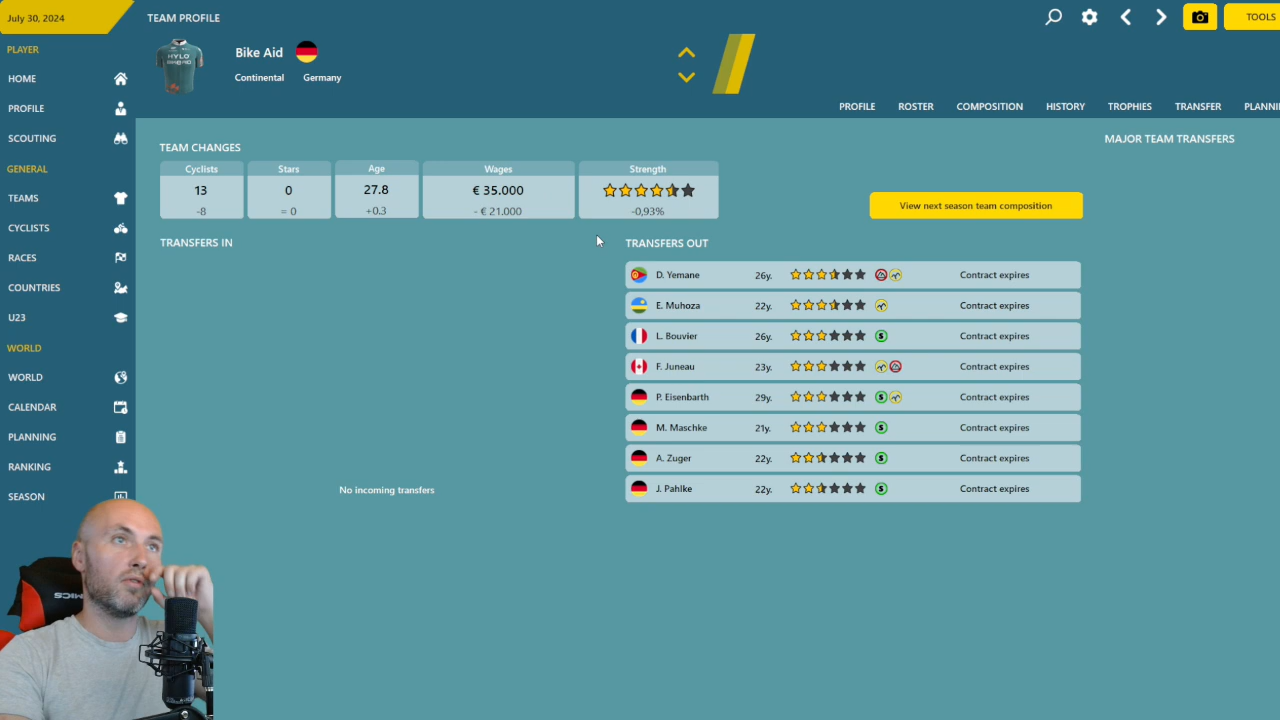 July 30, 2024
TEAM PROFILE
TOOLS
PLAYER
HOME
PROFILE
SCOUTING
GENERAL
TEAMS
CYCLISTS
RACES
COUNTRIES
U23
WORLD
WORLD
CALENDAR
PLANNING
RANKING
SEASON
HYLO
BIKE AID
Bike Aid
Continental Germany
PROFILE ROSTER COMPOSITION HISTORY TROPHIES TRANSFER PLANNI
TEAM CHANGES
Cyclists Stars Age Wages Strength
13 0 27.8 € 35.000
-8 = 0 +0.3 - € 21.000 -0,93%
MAJOR TEAM TRANSFERS
View next season team composition
TRANSFERS IN
No incoming transfers
TRANSFERS OUT
D. Yemane 26y. Contract expires
E. Muhoza 22y. Contract expires
L. Bouvier 26y. S Contract expires
F. Juneau 23y. Contract expires
P. Eisenbarth 29y. S Contract expires
M. Maschke 21y. S Contract expires
A. Zuger 22y. S Contract expires
J. Pahlke 22y. S Contract expires